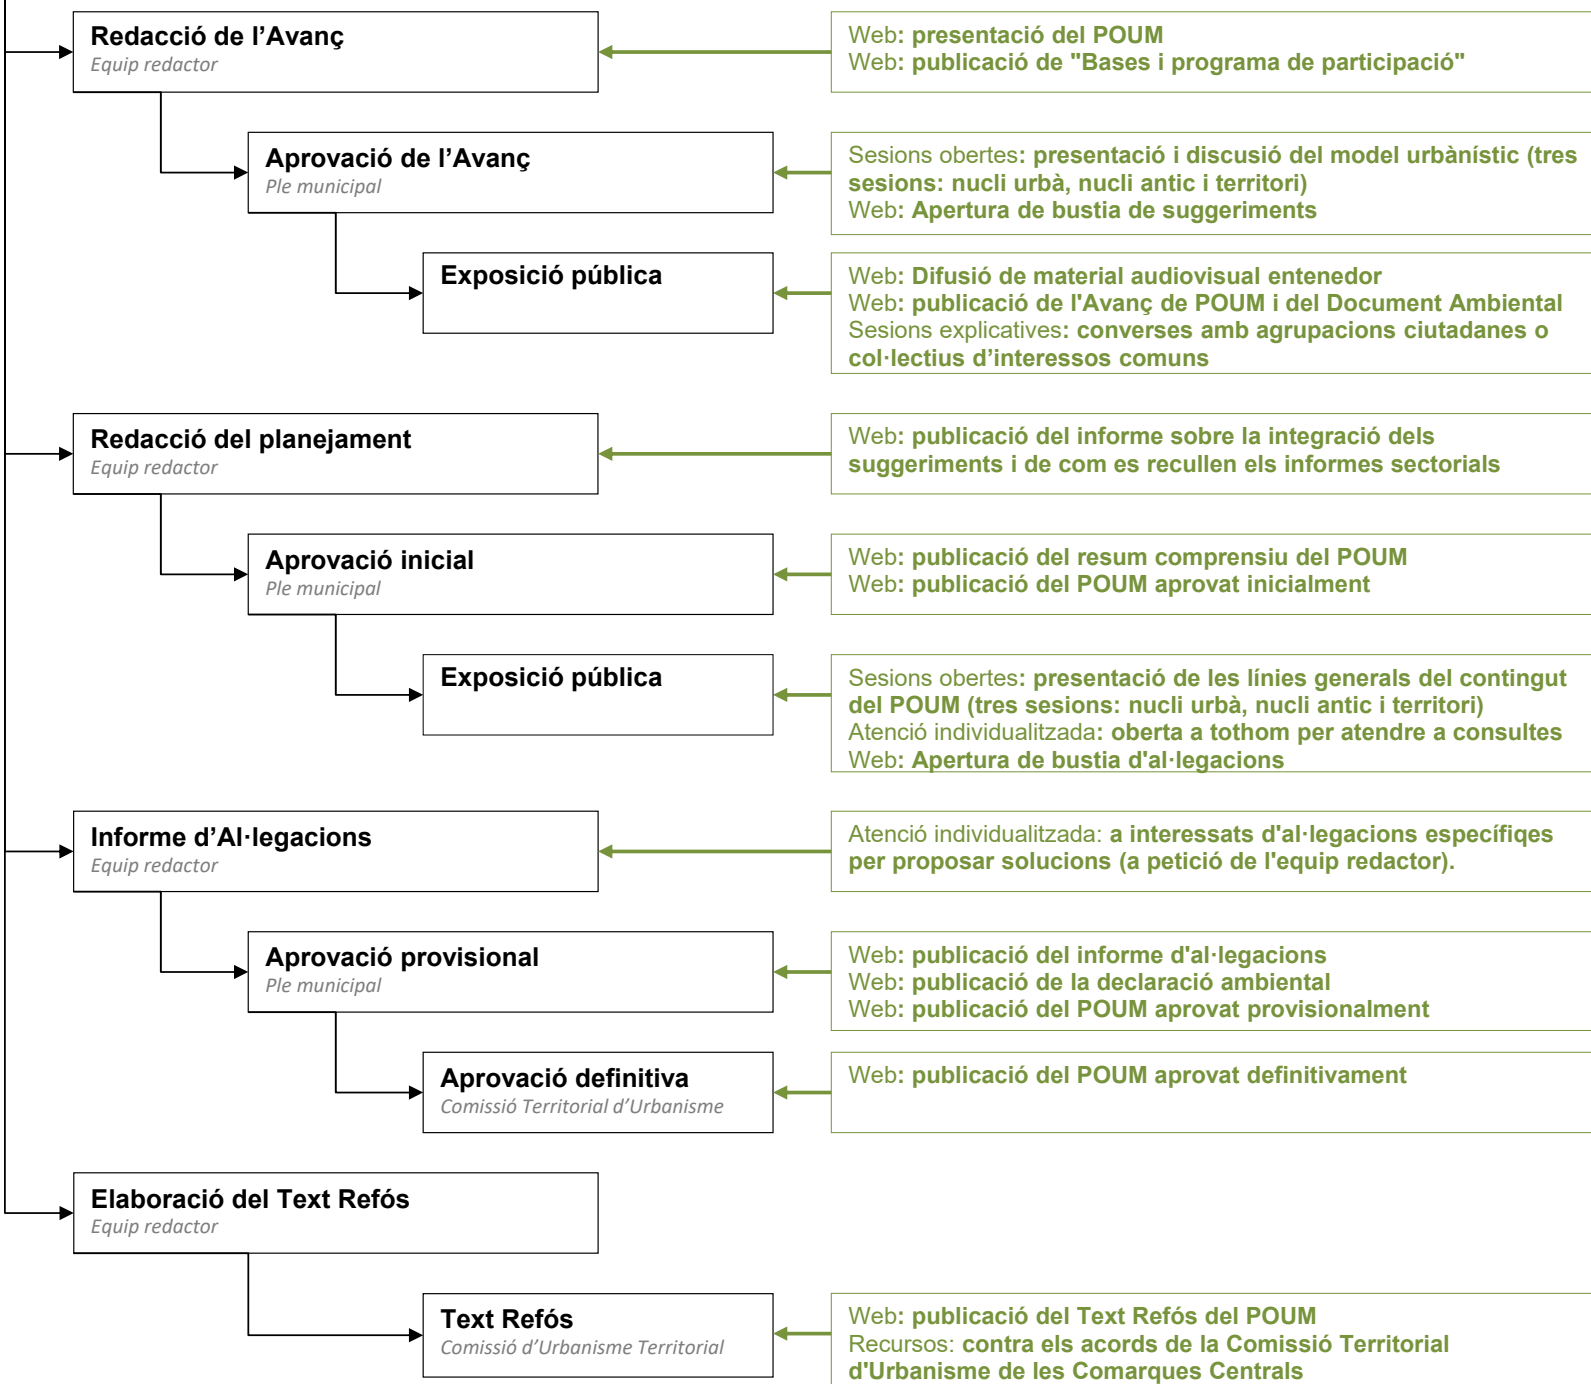 Redacció de l’Avanç
Equip redactor
Web: presentació del POUM
Web: publicació de "Bases i programa de participació"
Aprovació de l’Avanç
Ple municipal
Sesions obertes: presentació i discusió del model urbànístic (tres
sesions: nucli urbà, nucli antic i territori)
Web: Apertura de bustia de suggeriments
Exposició pública
Web: Difusió de material audiovisual entenedor
Web: publicació de l'Avanç de POUM i del Document Ambiental
Sesions explicatives: converses amb agrupacions ciutadanes o
col·lectius d’interessos comuns
Redacció del planejament
Equip redactor
Web: publicació del informe sobre la integració dels
suggeriments i de com es recullen els informes sectorials
Aprovació inicial
Ple municipal
Web: publicació del resum comprensiu del POUM
Web: publicació del POUM aprovat inicialment
Exposició pública
Sesions obertes: presentació de les línies generals del contingut
del POUM (tres sesions: nucli urbà, nucli antic i territori)
Atenció individualitzada: oberta a tothom per atendre a consultes
Web: Apertura de bustia d'al·legacions
Informe d’Al·legacions
Equip redactor
Atenció individualitzada: a interessats d'al·legacions específiqes
per proposar solucions (a petició de l'equip redactor).
Aprovació provisional
Ple municipal
Web: publicació del informe d'al·legacions
Web: publicació de la declaració ambiental
Web: publicació del POUM aprovat provisionalment
Aprovació definitiva
Comissió Territorial d’Urbanisme
Web: publicació del POUM aprovat definitivament
Elaboració del Text Refós
Equip redactor
Text Refós
Comissió d’Urbanisme Territorial
Web: publicació del Text Refós del POUM
Recursos: contra els acords de la Comissió Territorial
d'Urbanisme de les Comarques Centrals